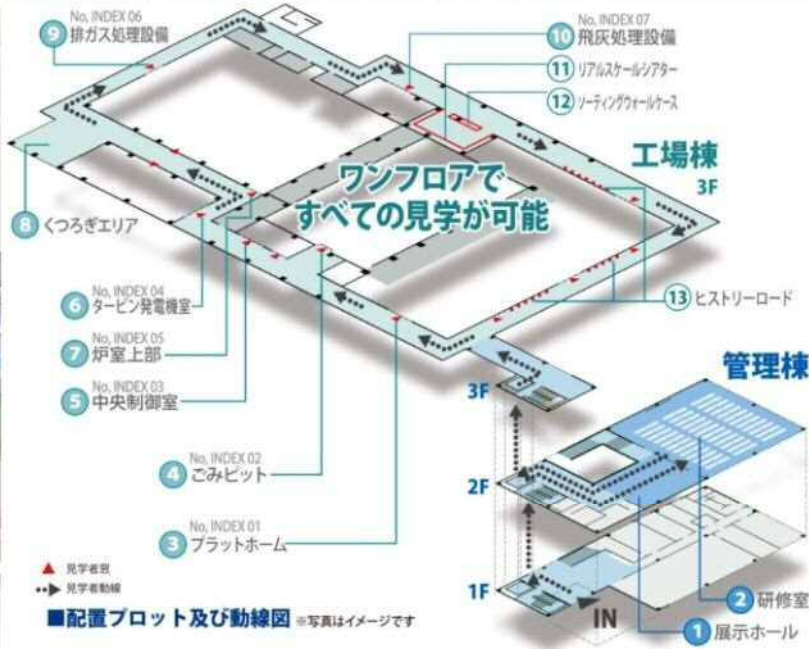 No, INDEX 06
⑨ 排ガス処理設備
No, INDEX 07
⑩ 飛灰処理設備
⑪ リアルスケールシアター
⑫ ソーティングウォールケース
工場棟
3F
ワンフロアで
すべての見学が可能
⑧ くつろぎエリア
No, INDEX 04
⑥ タービン発電機室
No, INDEX 05
⑦ 炉室上部
No, INDEX 03
⑤ 中央制御室
⑬ ヒストリーロード
管理棟
3F
No, INDEX 02
④ ごみピット
2F
No, INDEX 01
③ プラットホーム
1F
IN
② 研修室
① 展示ホール
▲ 見学者窓
見学者動線
■配置プロット及び動線図 ※写真はイメージです